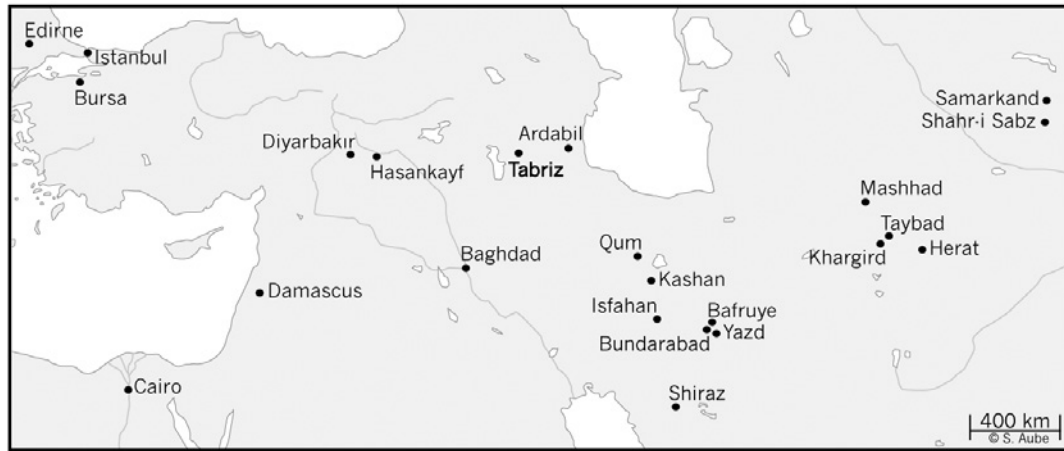 Edirne
Istanbul
Bursa
Samarkand
Shahr-i Sabz
Diyarbakır
Hasankayf
Ardabil
Tabriz
Mashhad
Taybad
Khargird
Herat
Baghdad
Qum
Kashan
Damascus
Isfahan
Bafruye
Bundarabad
Yazd
Cairo
Shiraz
400 km
© S. Aube